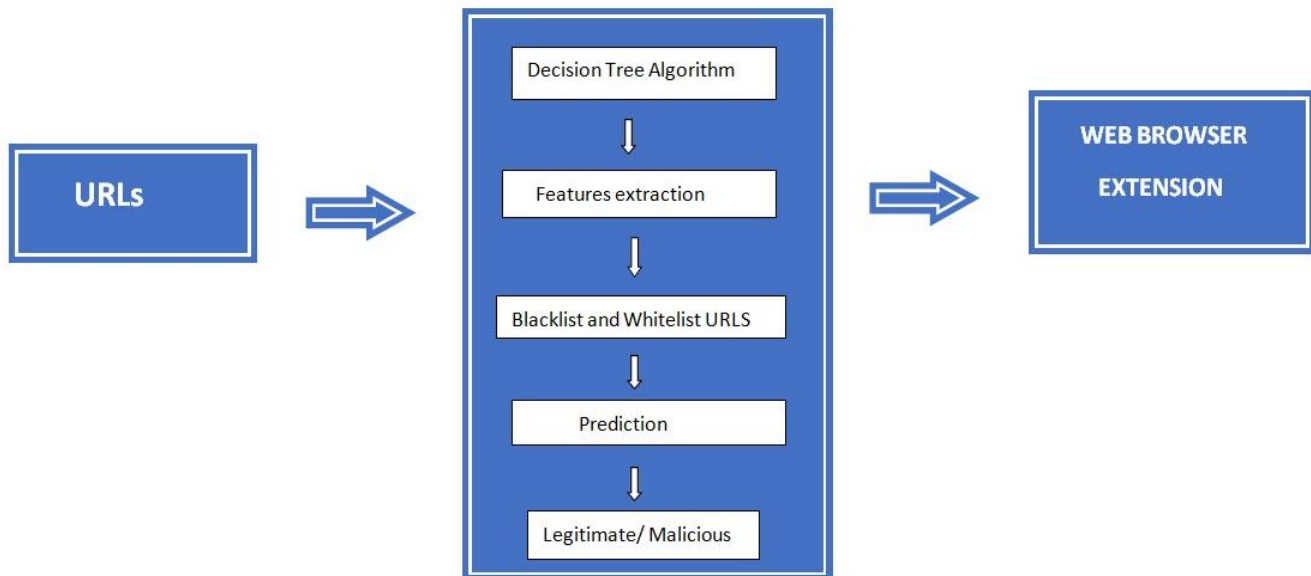 URLs
Decision Tree Algorithm
Features extraction
Blacklist and Whitelist URLS
Prediction
Legitimate/ Malicious
WEB BROWSER
EXTENSION